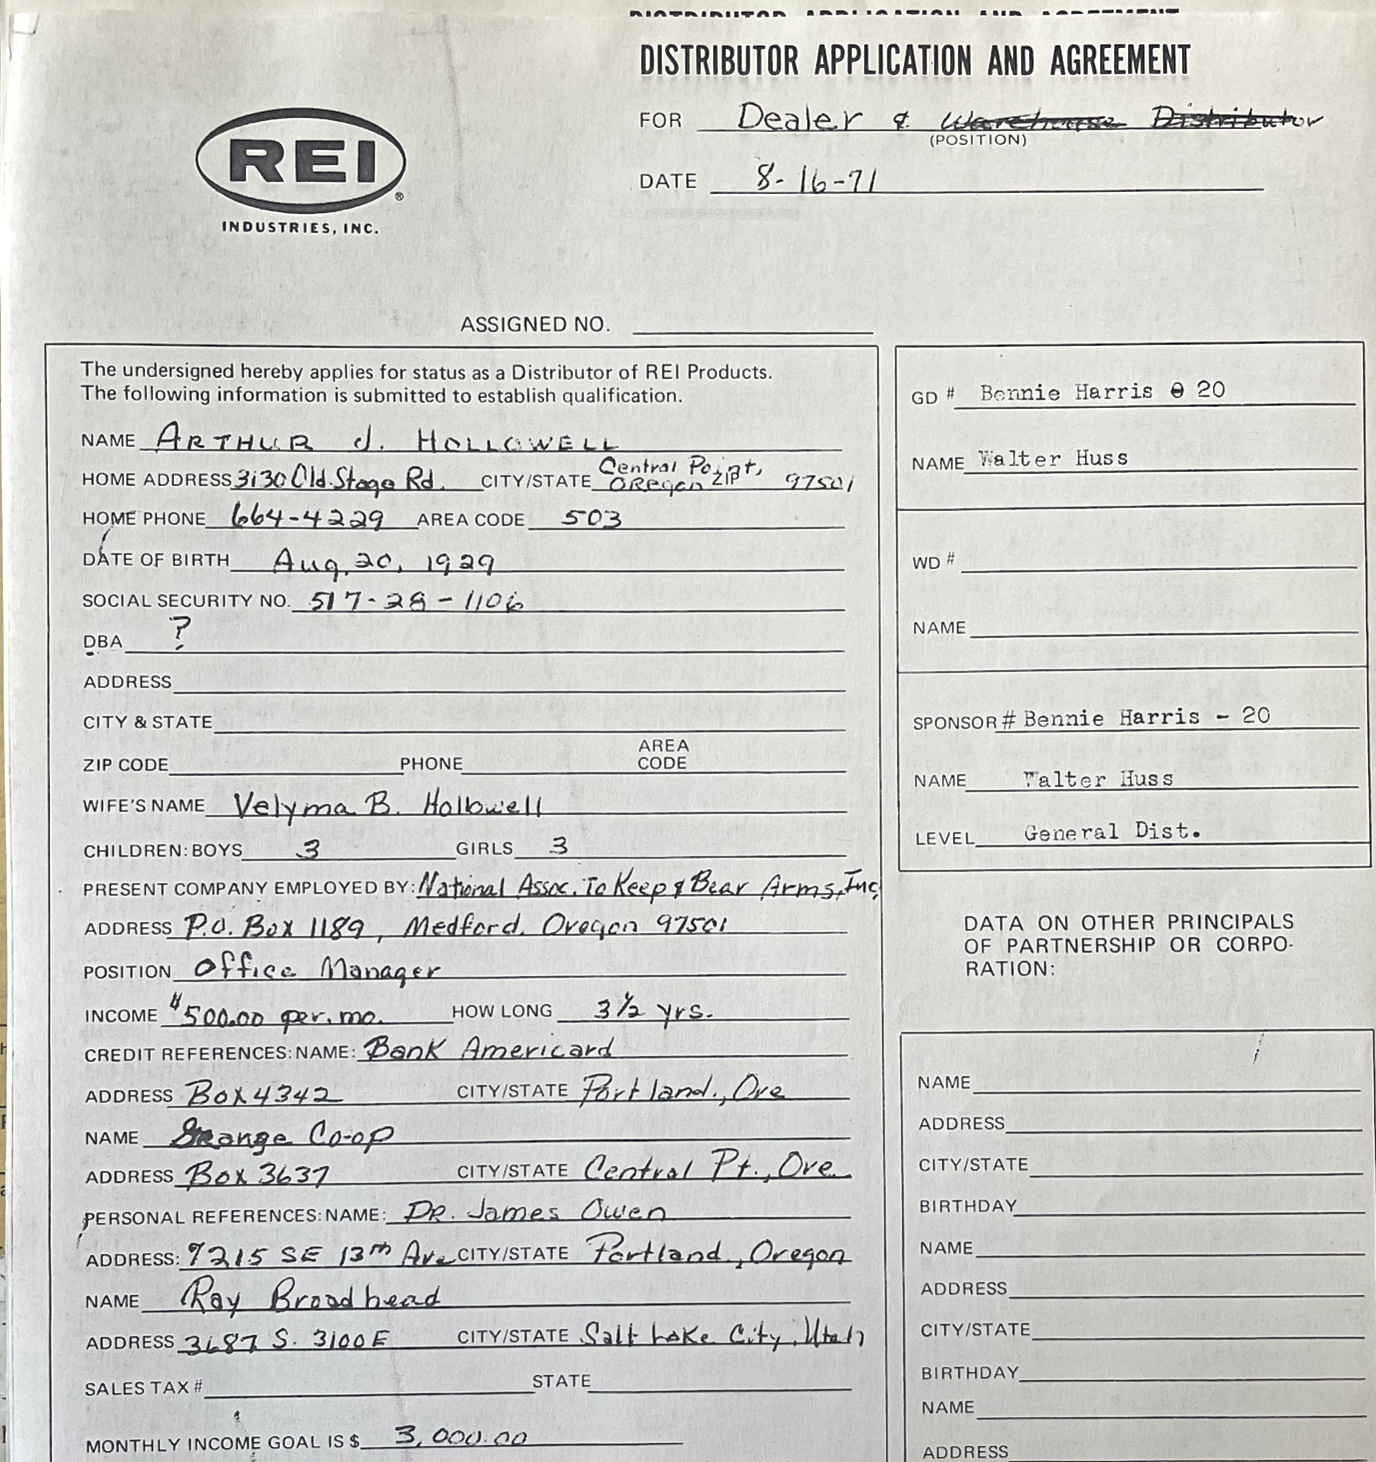 DISTRIBUTOR APPLICATION AND AGREEMENT
DISTRIBUTOR APPLICATION AND AGREEMENT
FOR Dealer & Warehouse Distributor
(POSITION)
DATE 8-16-71
REI ®
INDUSTRIES, INC.
ASSIGNED NO.
The undersigned hereby applies for status as a Distributor of REI Products.
The following information is submitted to establish qualification.
NAME ARTHUR J. HOLLOWELL
HOME ADDRESS 3130 Old Stage Rd. CITY/STATE Central Point, Oregon ZIP 97501
HOME PHONE 664-4229 AREA CODE 503
DATE OF BIRTH Aug. 20, 1929
SOCIAL SECURITY NO. 517-28-1106
DBA ?
ADDRESS
CITY & STATE
ZIP CODE PHONE AREA CODE
WIFE'S NAME Velyma B. Hollowell
CHILDREN: BOYS 3 GIRLS 3
PRESENT COMPANY EMPLOYED BY: National Assoc. To Keep & Bear Arms, Inc
ADDRESS P.O. Box 1189, Medford, Oregon 97501
POSITION Office Manager
INCOME $500.00 per. mo. HOW LONG 3½ yrs.
CREDIT REFERENCES: NAME: Bank Americard
ADDRESS Box 4342 CITY/STATE Portland, Ore
NAME Grange Co-op
ADDRESS Box 3637 CITY/STATE Central Pt., Ore
PERSONAL REFERENCES: NAME: DR. James Owen
ADDRESS: 7215 SE 13th Ave CITY/STATE Portland, Oregon
NAME Ray Broadhead
ADDRESS 3687 S. 3100 E CITY/STATE Salt Lake City, Utah
SALES TAX # STATE
MONTHLY INCOME GOAL IS $ 3,000.00
GD # Bennie Harris 20
NAME Walter Huss
WD #
NAME
SPONSOR # Bennie Harris - 20
NAME Walter Huss
LEVEL General Dist.
DATA ON OTHER PRINCIPALS
OF PARTNERSHIP OR CORPO-
RATION:
NAME
ADDRESS
CITY/STATE
BIRTHDAY
NAME
ADDRESS
CITY/STATE
BIRTHDAY
NAME
ADDRESS